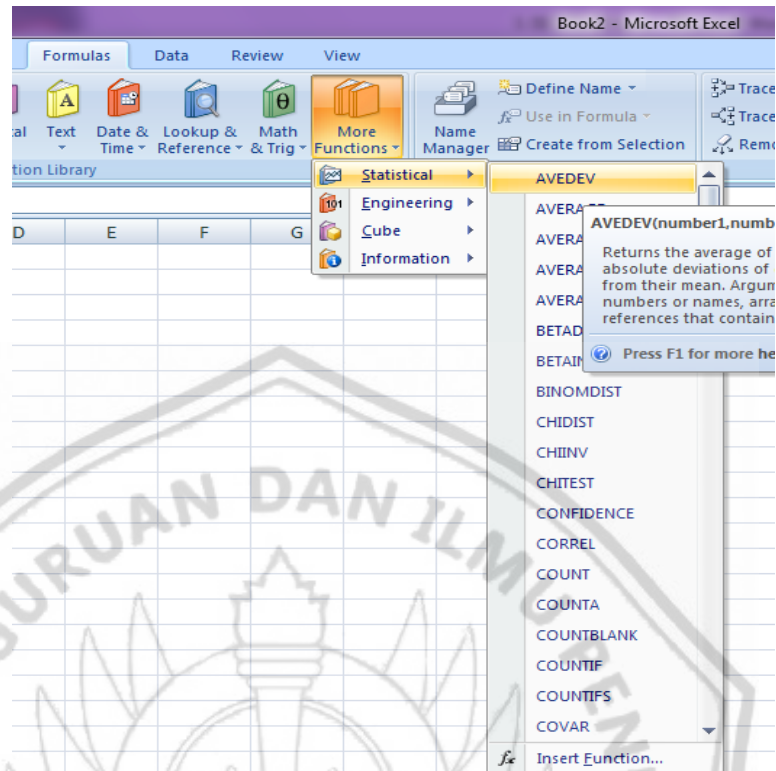 Book2 - Microsoft Excel
Formulas Data Review View
Text Date & Time Lookup & Reference Math & Trig More Functions Name Manager
Define Name
Use in Formula
Create from Selection
Trace
Trace
Remo
tion Library
D E F G
Statistical
Engineering
Cube
Information
AVEDEV
AVERA
AVERA
AVERA
AVERA
BETAD
BETAIN
BINOMDIST
CHIDIST
CHIINV
CHITEST
CONFIDENCE
CORREL
COUNT
COUNTA
COUNTBLANK
COUNTIF
COUNTIFS
COVAR
Insert Function...
AVEDEV(number1,numb
Returns the average of
absolute deviations of
from their mean. Argum
numbers or names, arra
references that contain
Press F1 for more he
GURUAN DAN ILMU PEN